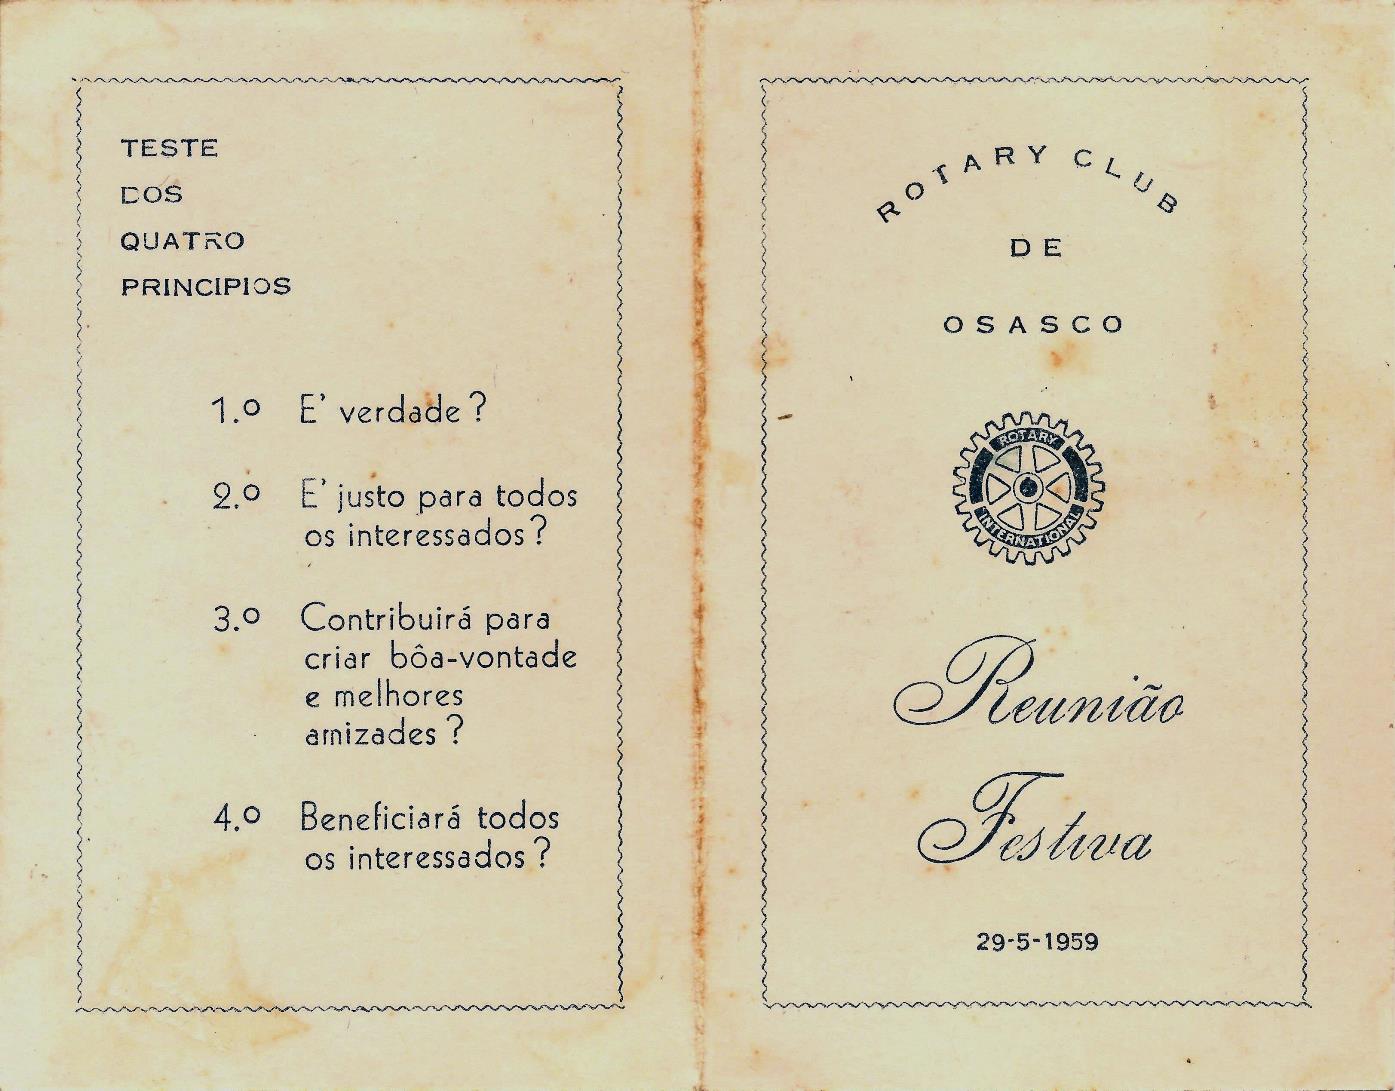 TESTE
DOS
QUATRO
PRINCIPIOS
1.º E' verdade?
2.º E' justo para todos
os interessados?
3.º Contribuirá para
criar bôa-vontade
e melhores
amizades?
4.º Beneficiará todos
os interessados?
ROTARY CLUB
DE
OSASCO
ROTARY
INTERNATIONAL
Reunião
Festiva
29-5-1959